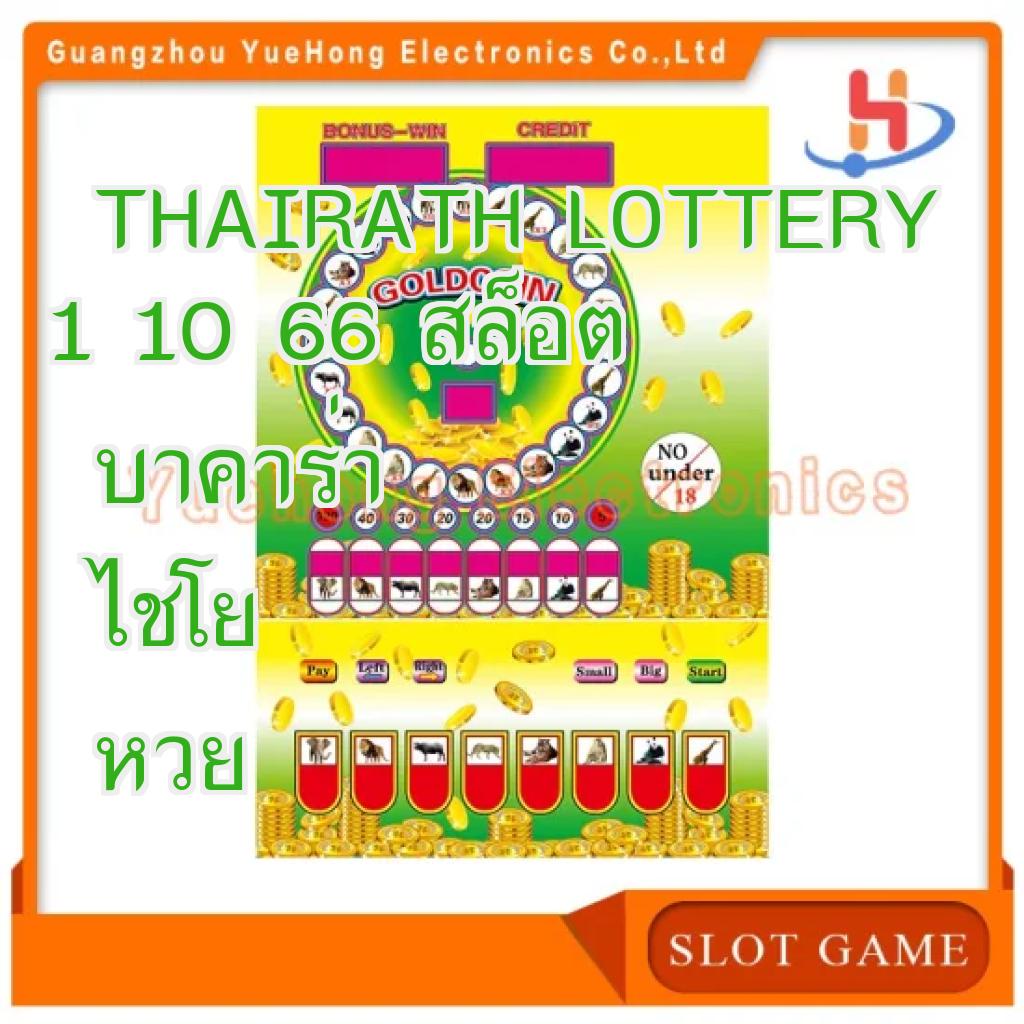 Guangzhou YueHong Electronics Co.,Ltd
BONUS-WIN CREDIT
THAIRATH LOTTERY
1 10 66 สล็อต
บาคาร่า
ไชโย
หวย
NO
under
18
40 30 20 20 15 10
Pay Left Right Small Big Start
SLOT GAME